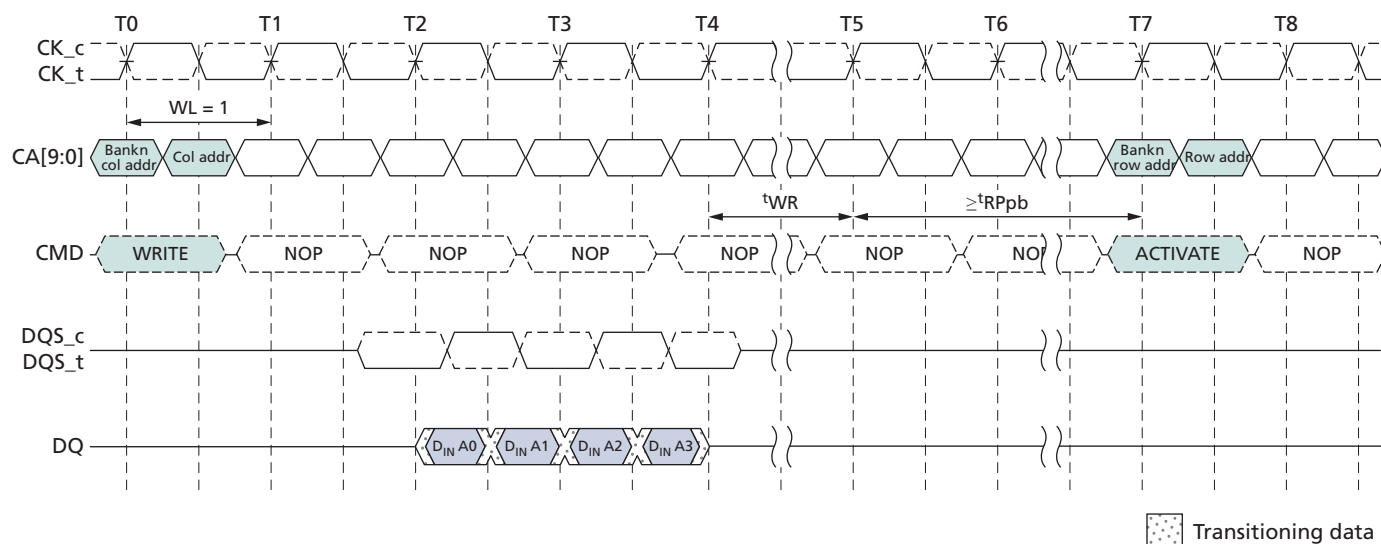 T0 T1 T2 T3 T4 T5 T6 T7 T8
CK_c
CK_t
WL = 1
CA[9:0] Bankn col addr Col addr Bankn row addr Row addr
tWR ≥tRPpb
CMD WRITE NOP NOP NOP NOP NOP NOP ACTIVATE NOP
DQS_c
DQS_t
DQ DIN A0 DIN A1 DIN A2 DIN A3
Transitioning data